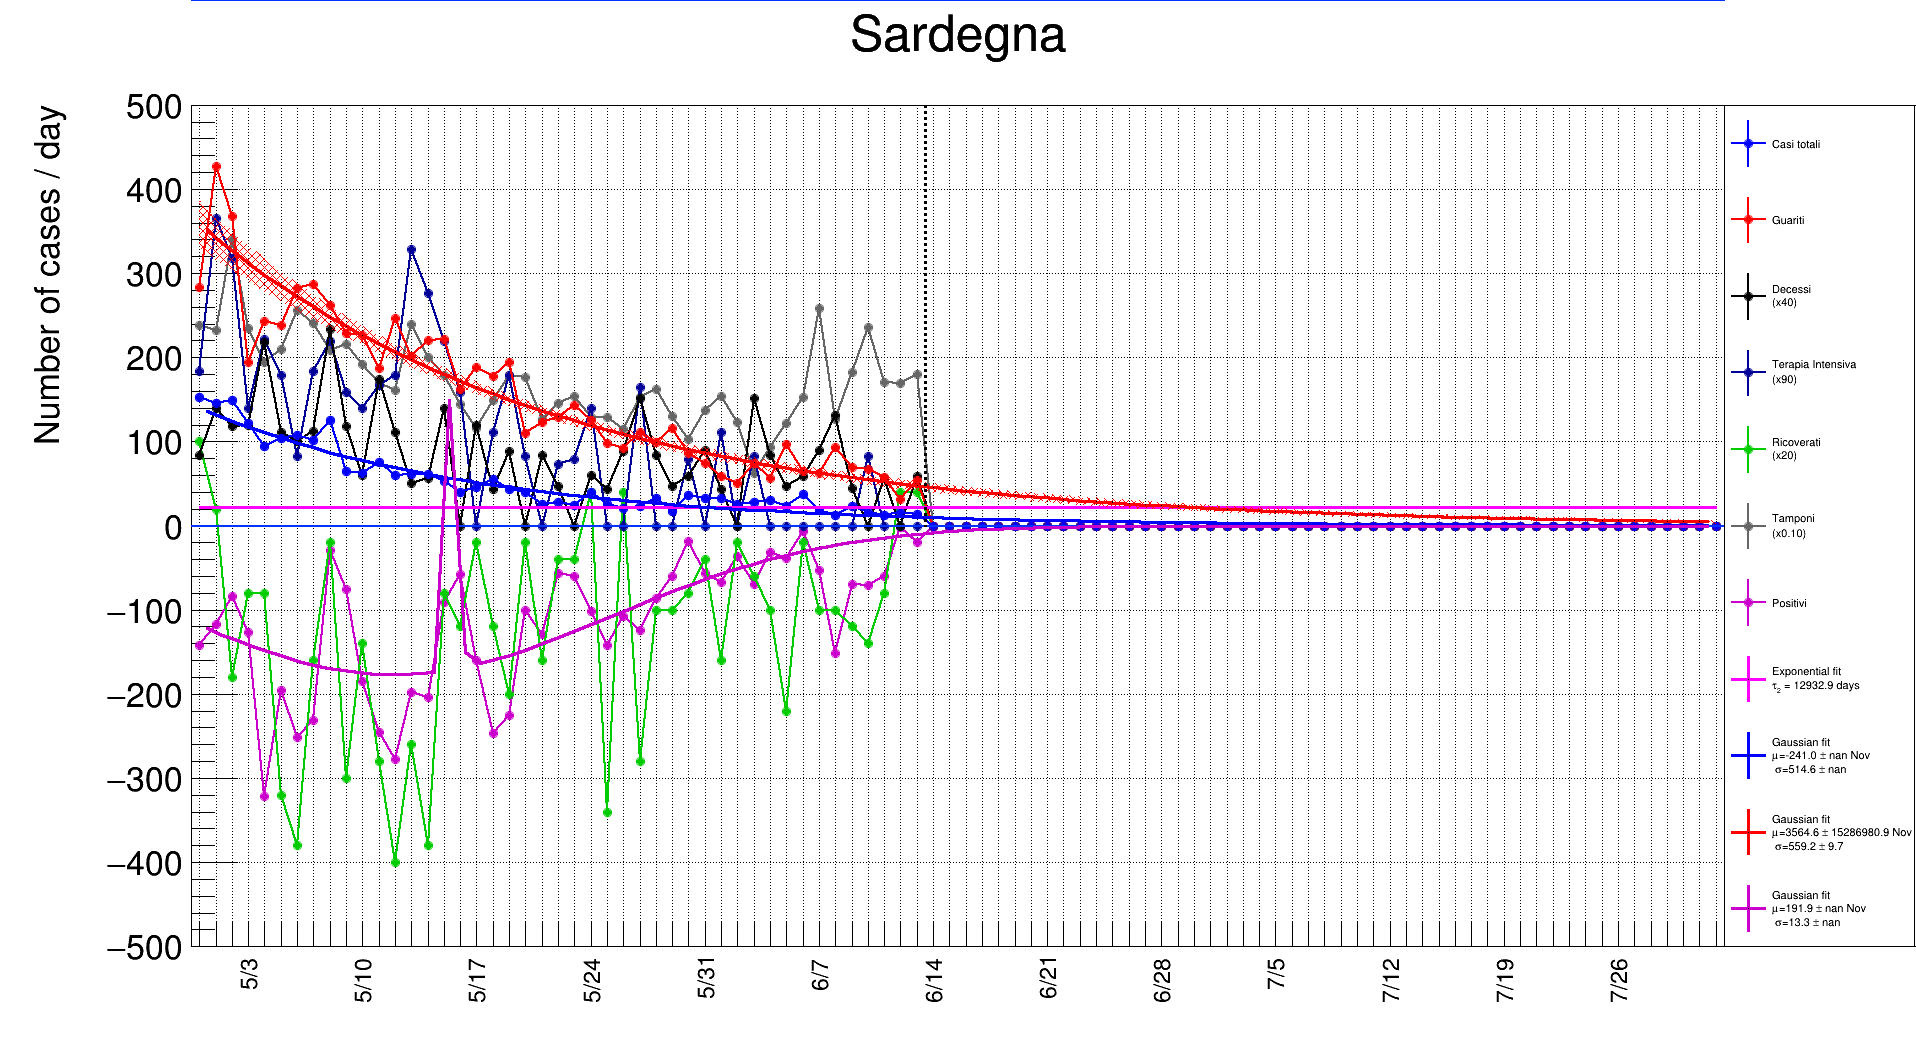 Sardegna
Number of cases / day
500
400
300
200
100
0
−100
−200
−300
−400
−500
5/3
5/10
5/17
5/24
5/31
6/7
6/14
6/21
6/28
7/5
7/12
7/19
7/26
Casi totali
Guariti
Decessi
(x40)
Terapia Intensiva
(x90)
Ricoverati
(x20)
Tamponi
(x0.10)
Positivi
Exponential fit
τ2 = 12932.9 days
Gaussian fit
μ=-241.0 ± nan Nov
σ=514.6 ± nan
Gaussian fit
μ=3564.6 ± 15286980.9 Nov
σ=559.2 ± 9.7
Gaussian fit
μ=191.9 ± nan Nov
σ=13.3 ± nan